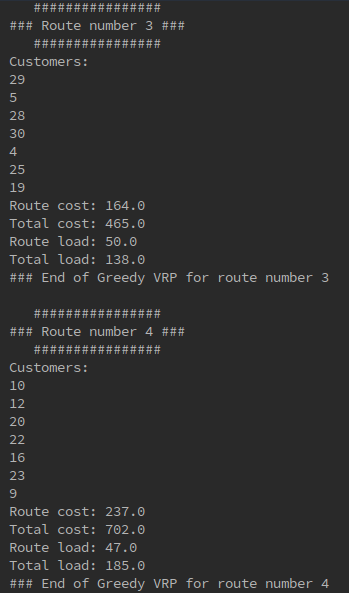 ################
### Route number 3 ###
################
Customers:
29
5
28
30
4
25
19
Route cost: 164.0
Total cost: 465.0
Route load: 50.0
Total load: 138.0
### End of Greedy VRP for route number 3
################
### Route number 4 ###
################
Customers:
10
12
20
22
16
23
9
Route cost: 237.0
Total cost: 702.0
Route load: 47.0
Total load: 185.0
### End of Greedy VRP for route number 4